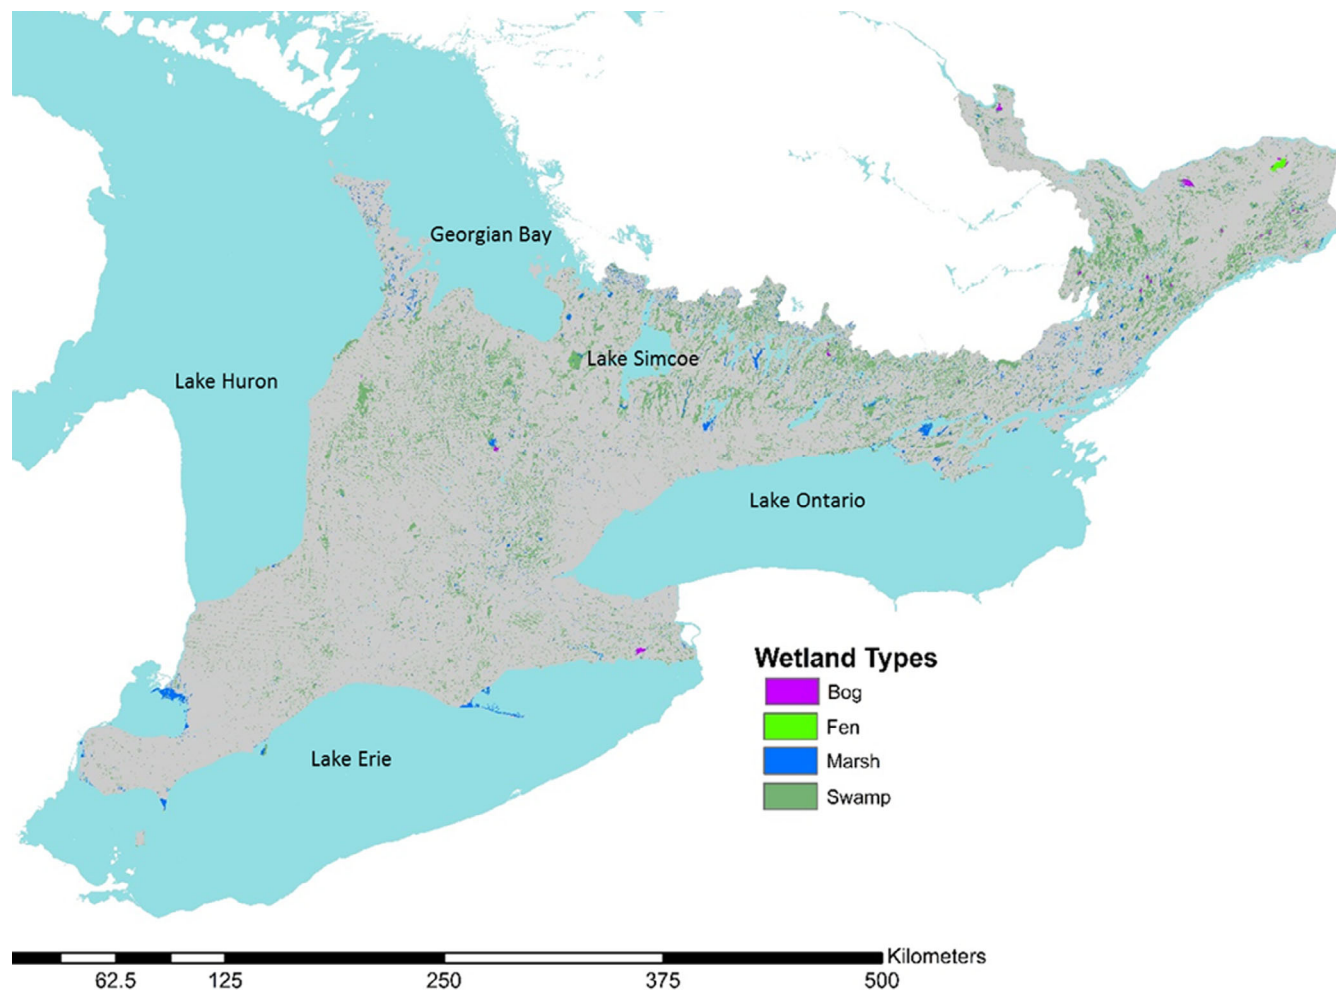 Georgian Bay
Lake Simcoe
Lake Huron
Lake Ontario
Wetland Types
Bog
Fen
Marsh
Swamp
Lake Erie
Kilometers
62.5 125 250 375 500